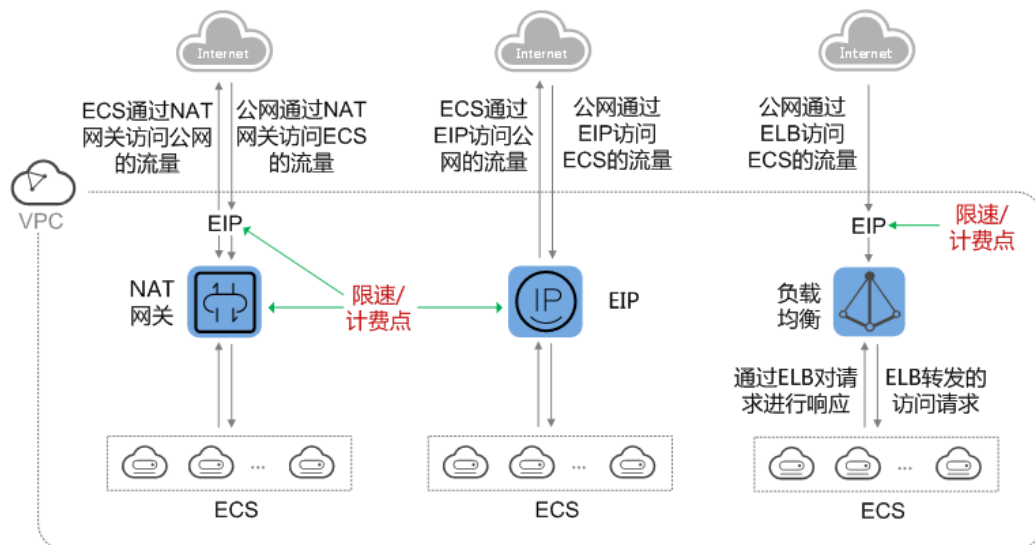 Internet
Internet
Internet
ECS通过NAT
网关访问公网
的流量
公网通过NAT
网关访问ECS
的流量
ECS通过
EIP访问公
网的流量
公网通过
EIP访问
ECS的流量
公网通过
ELB访问
ECS的流量
VPC
EIP
EIP
限速/
计费点
NAT
网关
限速/
计费点
IP
EIP
负载
均衡
通过ELB对请
求进行响应
ELB转发的
访问请求
...
...
...
ECS
ECS
ECS